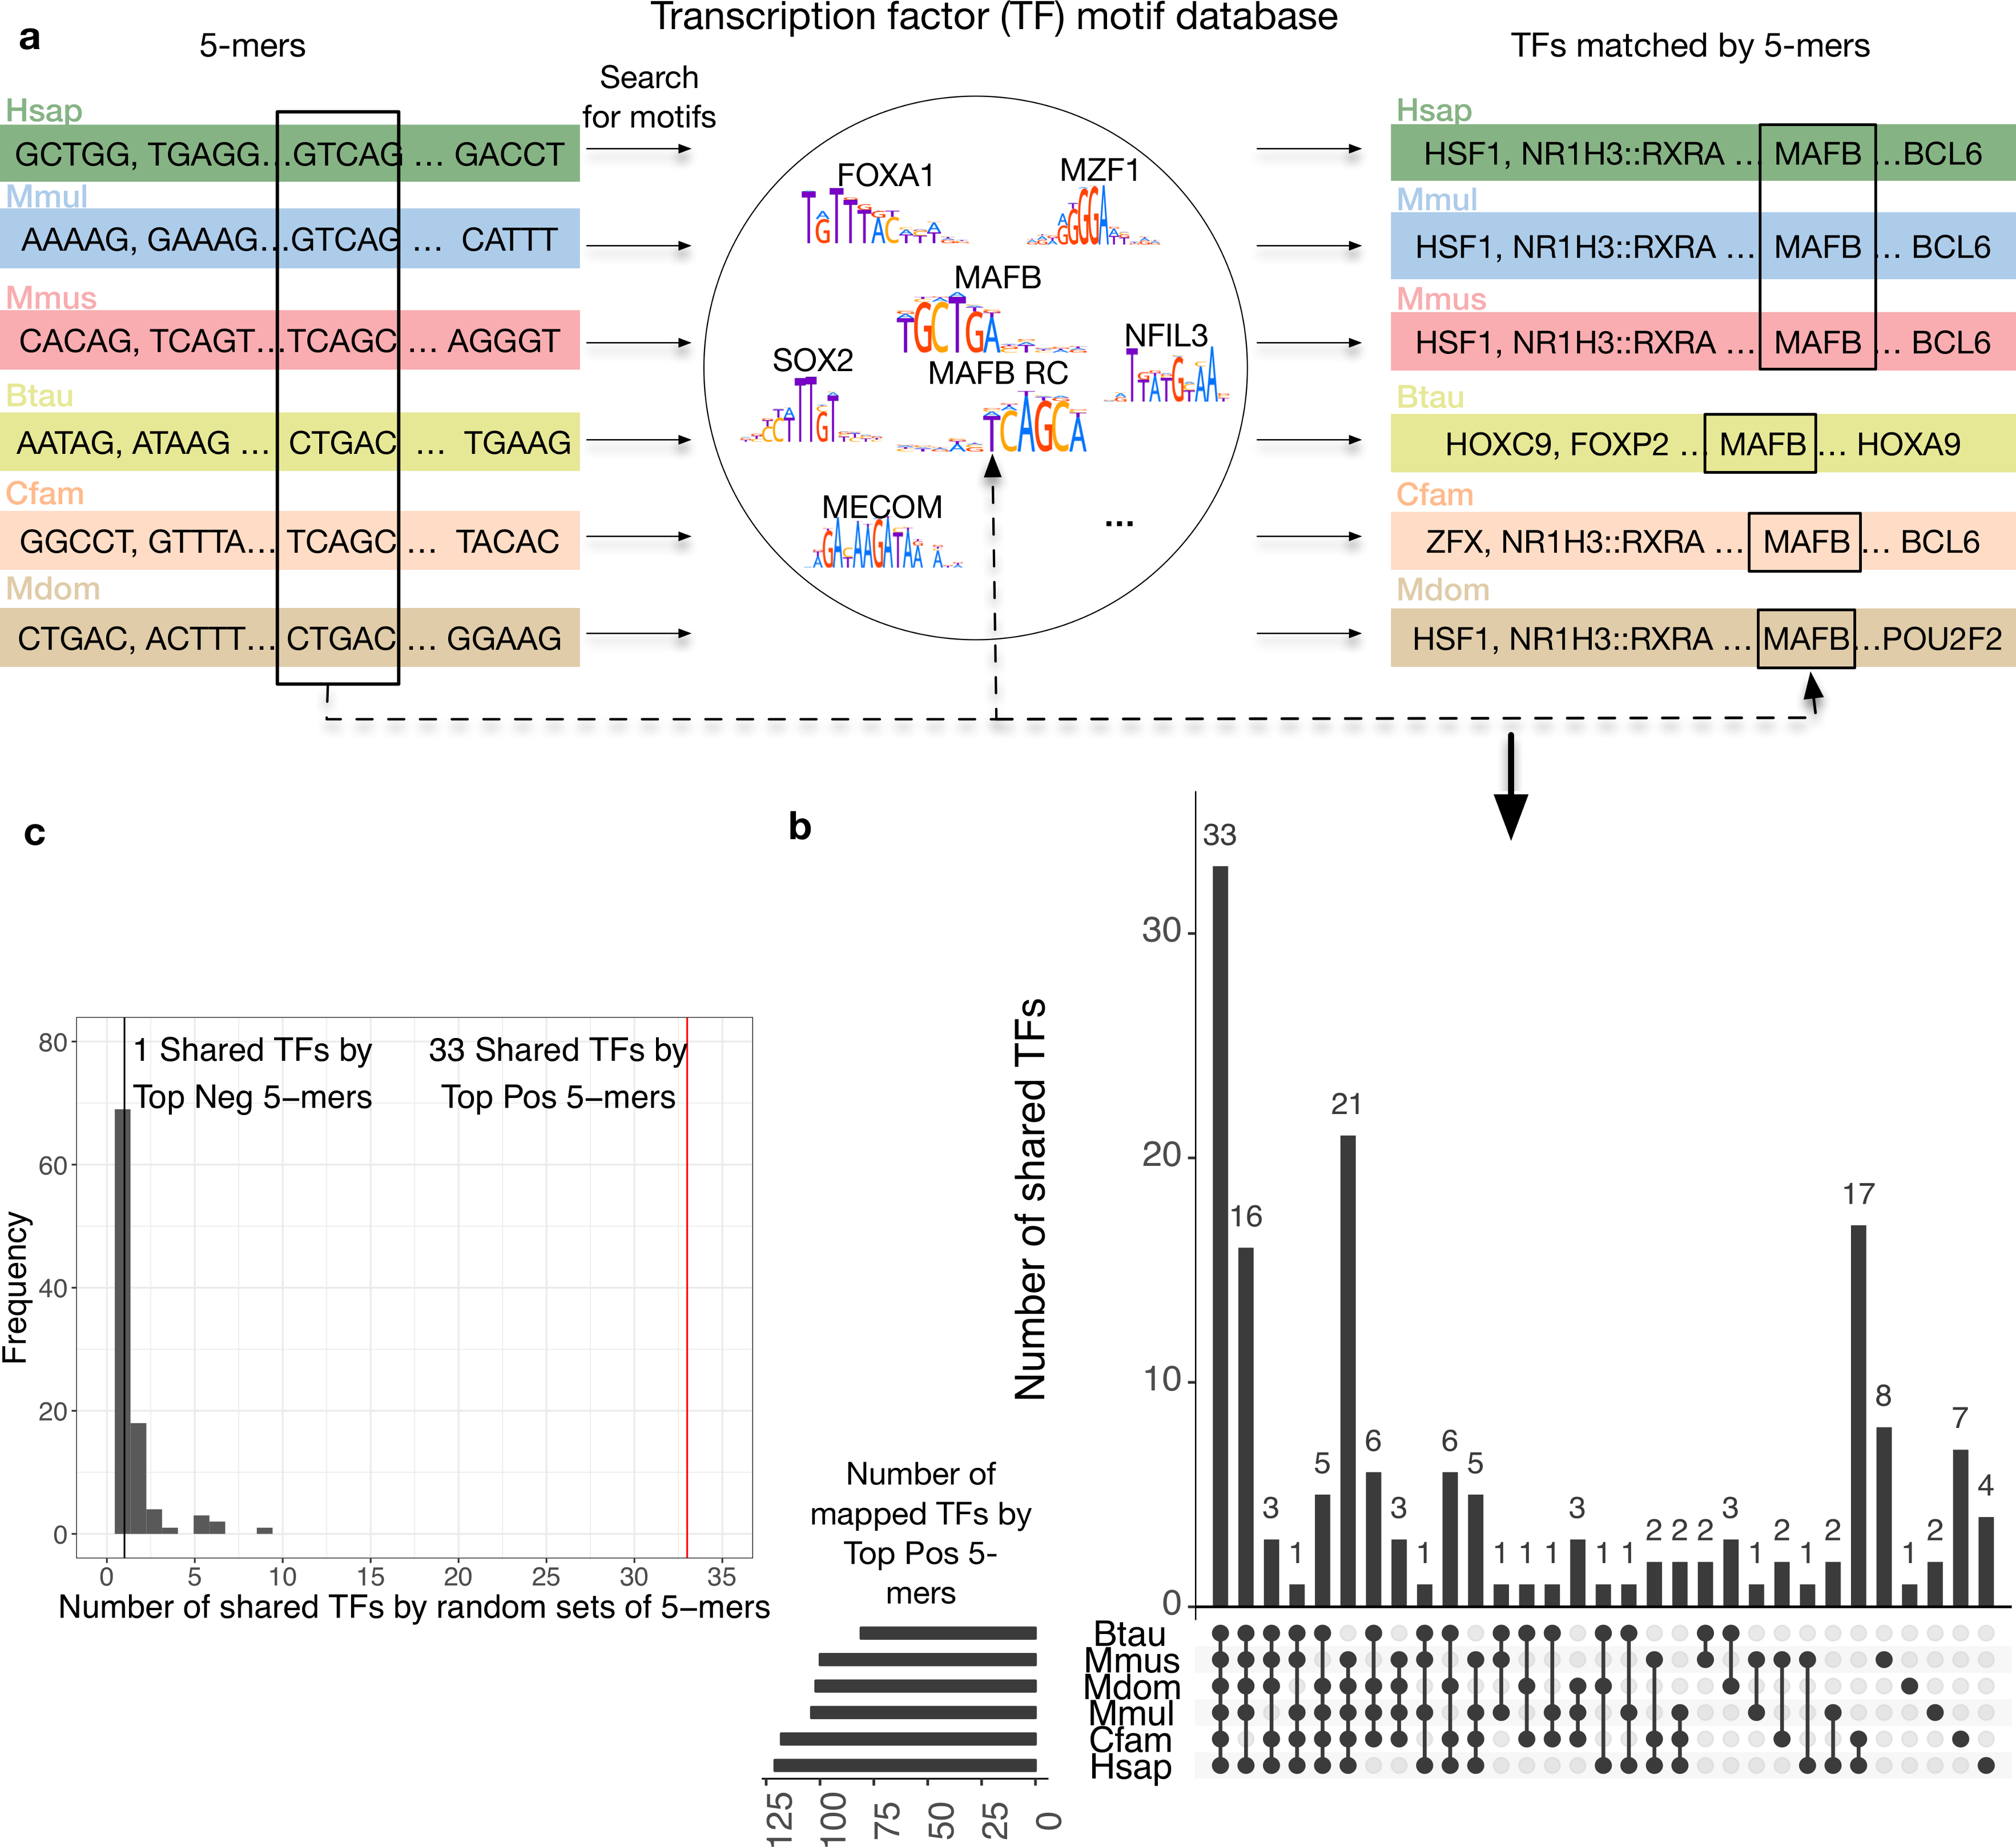 Transcription factor (TF) motif database
a
5-mers
Search
for motifs
TFs matched by 5-mers
Hsap
GCTGG, TGAGG...GTCAG ... GACCT
Mmul
AAAAG, GAAAG...GTCAG ... CATTT
Mmus
CACAG, TCAGT...TCAGC ... AGGGT
Btau
AATAG, ATAAG ... CTGAC ... TGAAG
Cfam
GGCCT, GTTTA... TCAGC ... TACAC
Mdom
CTGAC, ACTTT... CTGAC ... GGAAG
FOXA1
MZF1
MAFB
NFIL3
SOX2
MAFB RC
MECOM
...
Hsap
HSF1, NR1H3::RXRA ... MAFB ...BCL6
Mmul
HSF1, NR1H3::RXRA ... MAFB ... BCL6
Mmus
HSF1, NR1H3::RXRA ... MAFB ... BCL6
Btau
HOXC9, FOXP2 ... MAFB ... HOXA9
Cfam
ZFX, NR1H3::RXRA ... MAFB ... BCL6
Mdom
HSF1, NR1H3::RXRA ... MAFB ...POU2F2
c
80
60
40
20
0
Frequency
1 Shared TFs by
Top Neg 5–mers
33 Shared TFs by
Top Pos 5–mers
0 5 10 15 20 25 30 35
Number of shared TFs by random sets of 5–mers
b
Number of shared TFs
30
20
10
0
33 16 3 1 5 21 6 3 1 6 5 1 1 1 3 1 1 2 2 2 3 1 2 1 2 17 8 1 2 7 4
Number of
mapped TFs by
Top Pos 5-
mers
Btau
Mmus
Mdom
Mmul
Cfam
Hsap
125 100 75 50 25 0